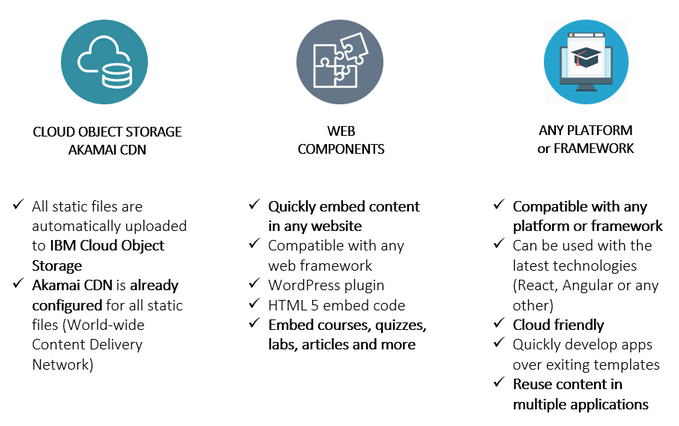 CLOUD OBJECT STORAGE
AKAMAI CDN
All static files are
automatically uploaded
to IBM Cloud Object
Storage
Akamai CDN is already
configured for all static
files (World-wide
Content Delivery
Network)
WEB
COMPONENTS
Quickly embed content
in any website
Compatible with any
web framework
WordPress plugin
HTML 5 embed code
Embed courses, quizzes,
labs, articles and more
ANY PLATFORM
or FRAMEWORK
Compatible with any
platform or framework
Can be used with the
latest technologies
(React, Angular or any
other)
Cloud friendly
Quickly develop apps
over exiting templates
Reuse content in
multiple applications